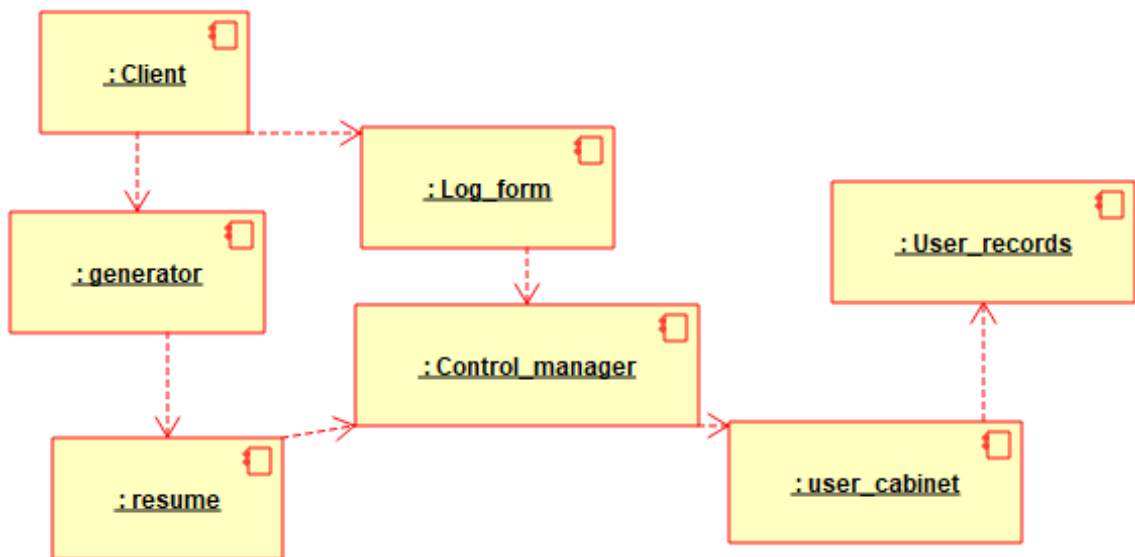 : Client
: Log_form
: User_records
: generator
: Control_manager
: resume
: user_cabinet